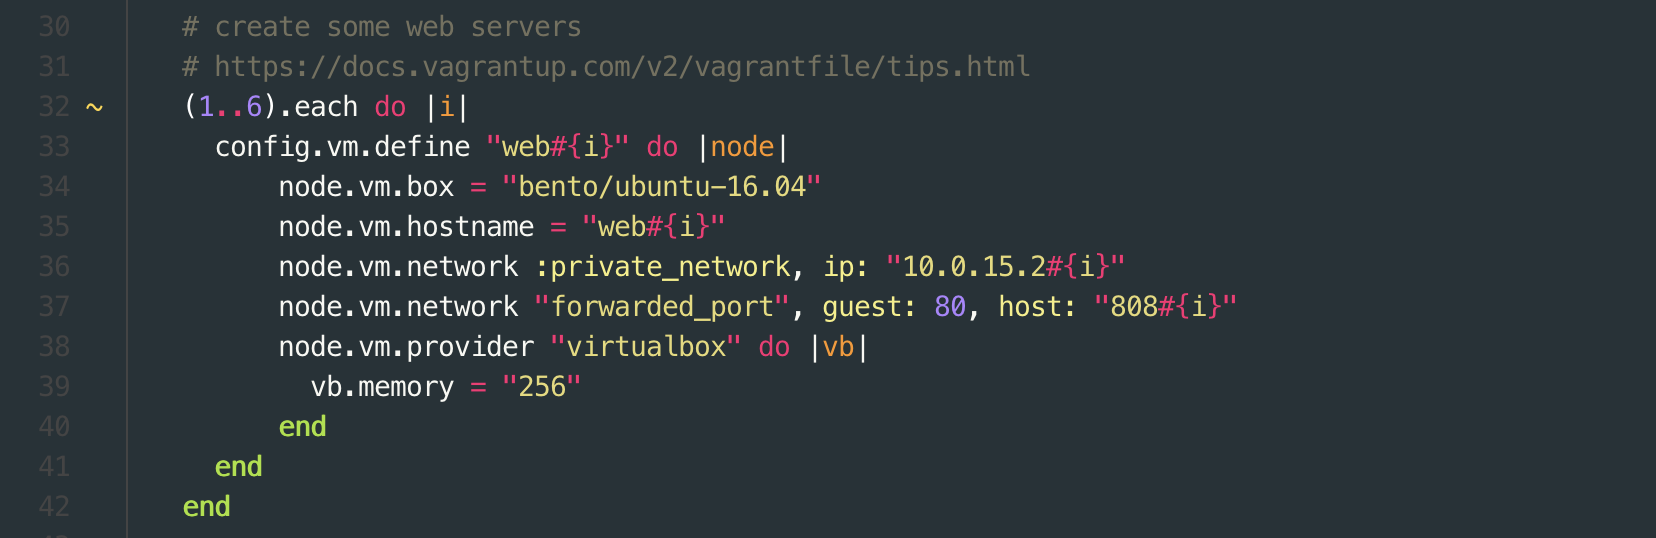 30 # create some web servers
31 # https://docs.vagrantup.com/v2/vagrantfile/tips.html
32 ~ (1..6).each do |i|
33 config.vm.define "web#{i}" do |node|
34 node.vm.box = "bento/ubuntu-16.04"
35 node.vm.hostname = "web#{i}"
36 node.vm.network :private_network, ip: "10.0.15.2#{i}"
37 node.vm.network "forwarded_port", guest: 80, host: "808#{i}"
38 node.vm.provider "virtualbox" do |vb|
39 vb.memory = "256"
40 end
41 end
42 end